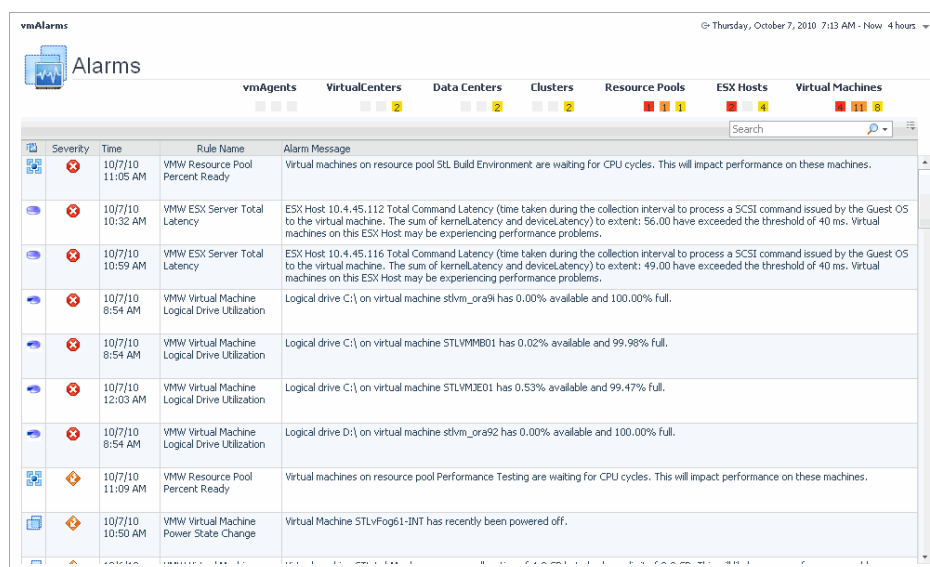 vmAlarms
Thursday, October 7, 2010 7:13 AM - Now 4 hours
Alarms
vmAgents VirtualCenters Data Centers Clusters Resource Pools ESX Hosts Virtual Machines
2 2 2 1 1 1 2 4 4 11 8
Search
Severity Time Rule Name Alarm Message
10/7/10 VMW Resource Pool Virtual machines on resource pool StL Build Environment are waiting for CPU cycles. This will impact performance on these machines.
11:05 AM Percent Ready
10/7/10 VMW ESX Server Total ESX Host 10.4.45.112 Total Command Latency (time taken during the collection interval to process a SCSI command issued by the Guest OS
10:32 AM Latency to the virtual machine. The sum of kernelLatency and deviceLatency) to extent: 56.00 have exceeded the threshold of 40 ms. Virtual
machines on this ESX Host may be experiencing performance problems.
10/7/10 VMW ESX Server Total ESX Host 10.4.45.116 Total Command Latency (time taken during the collection interval to process a SCSI command issued by the Guest OS
10:59 AM Latency to the virtual machine. The sum of kernelLatency and deviceLatency) to extent: 49.00 have exceeded the threshold of 40 ms. Virtual
machines on this ESX Host may be experiencing performance problems.
10/7/10 VMW Virtual Machine Logical drive C:\ on virtual machine stlvm_ora9i has 0.00% available and 100.00% full.
8:54 AM Logical Drive Utilization
10/7/10 VMW Virtual Machine Logical drive C:\ on virtual machine STLVMMB01 has 0.02% available and 99.98% full.
8:54 AM Logical Drive Utilization
10/7/10 VMW Virtual Machine Logical drive C:\ on virtual machine STLVMJE01 has 0.53% available and 99.47% full.
12:03 AM Logical Drive Utilization
10/7/10 VMW Virtual Machine Logical drive D:\ on virtual machine stlvm_ora92 has 0.00% available and 100.00% full.
8:54 AM Logical Drive Utilization
10/7/10 VMW Resource Pool Virtual machines on resource pool Performance Testing are waiting for CPU cycles. This will impact performance on these machines.
11:09 AM Percent Ready
10/7/10 VMW Virtual Machine Virtual Machine STLvFog61-INT has recently been powered off.
10:50 AM Power State Change